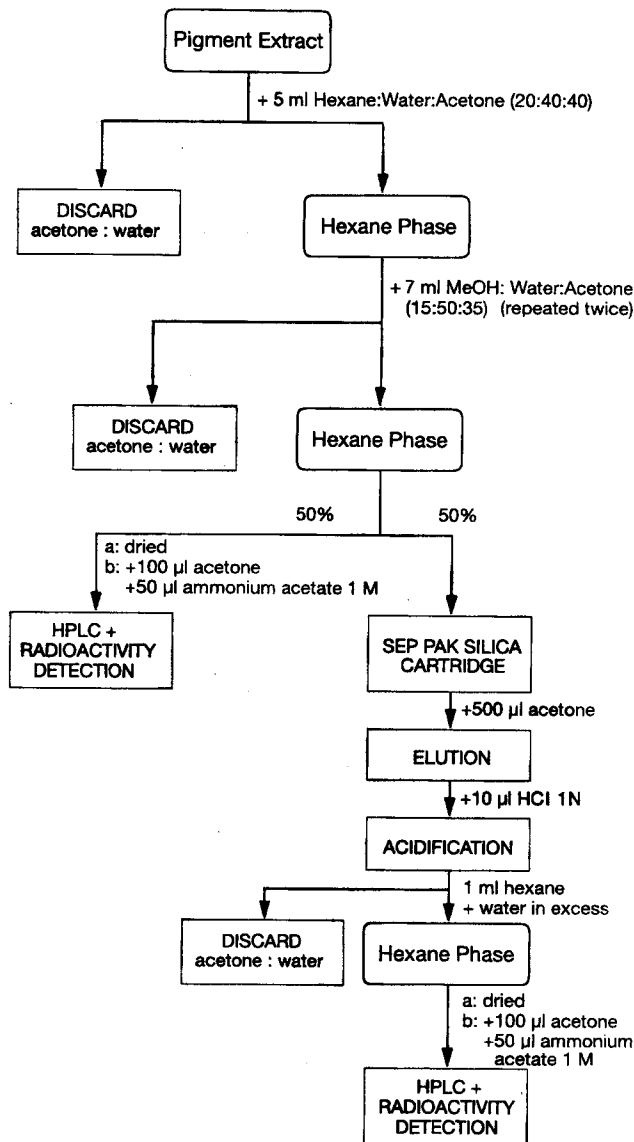 Pigment Extract
+ 5 ml Hexane:Water:Acetone (20:40:40)
DISCARD
acetone : water
Hexane Phase
+ 7 ml MeOH: Water:Acetone
(15:50:35) (repeated twice)
DISCARD
acetone : water
Hexane Phase
50%
50%
a: dried
b: +100 µl acetone
+50 µl ammonium acetate 1 M
HPLC +
RADIOACTIVITY
DETECTION
SEP PAK SILICA
CARTRIDGE
+500 µl acetone
ELUTION
+10 µl HCl 1N
ACIDIFICATION
1 ml hexane
+ water in excess
DISCARD
acetone : water
Hexane Phase
a: dried
b: +100 µl acetone
+50 µl ammonium
acetate 1 M
HPLC +
RADIOACTIVITY
DETECTION